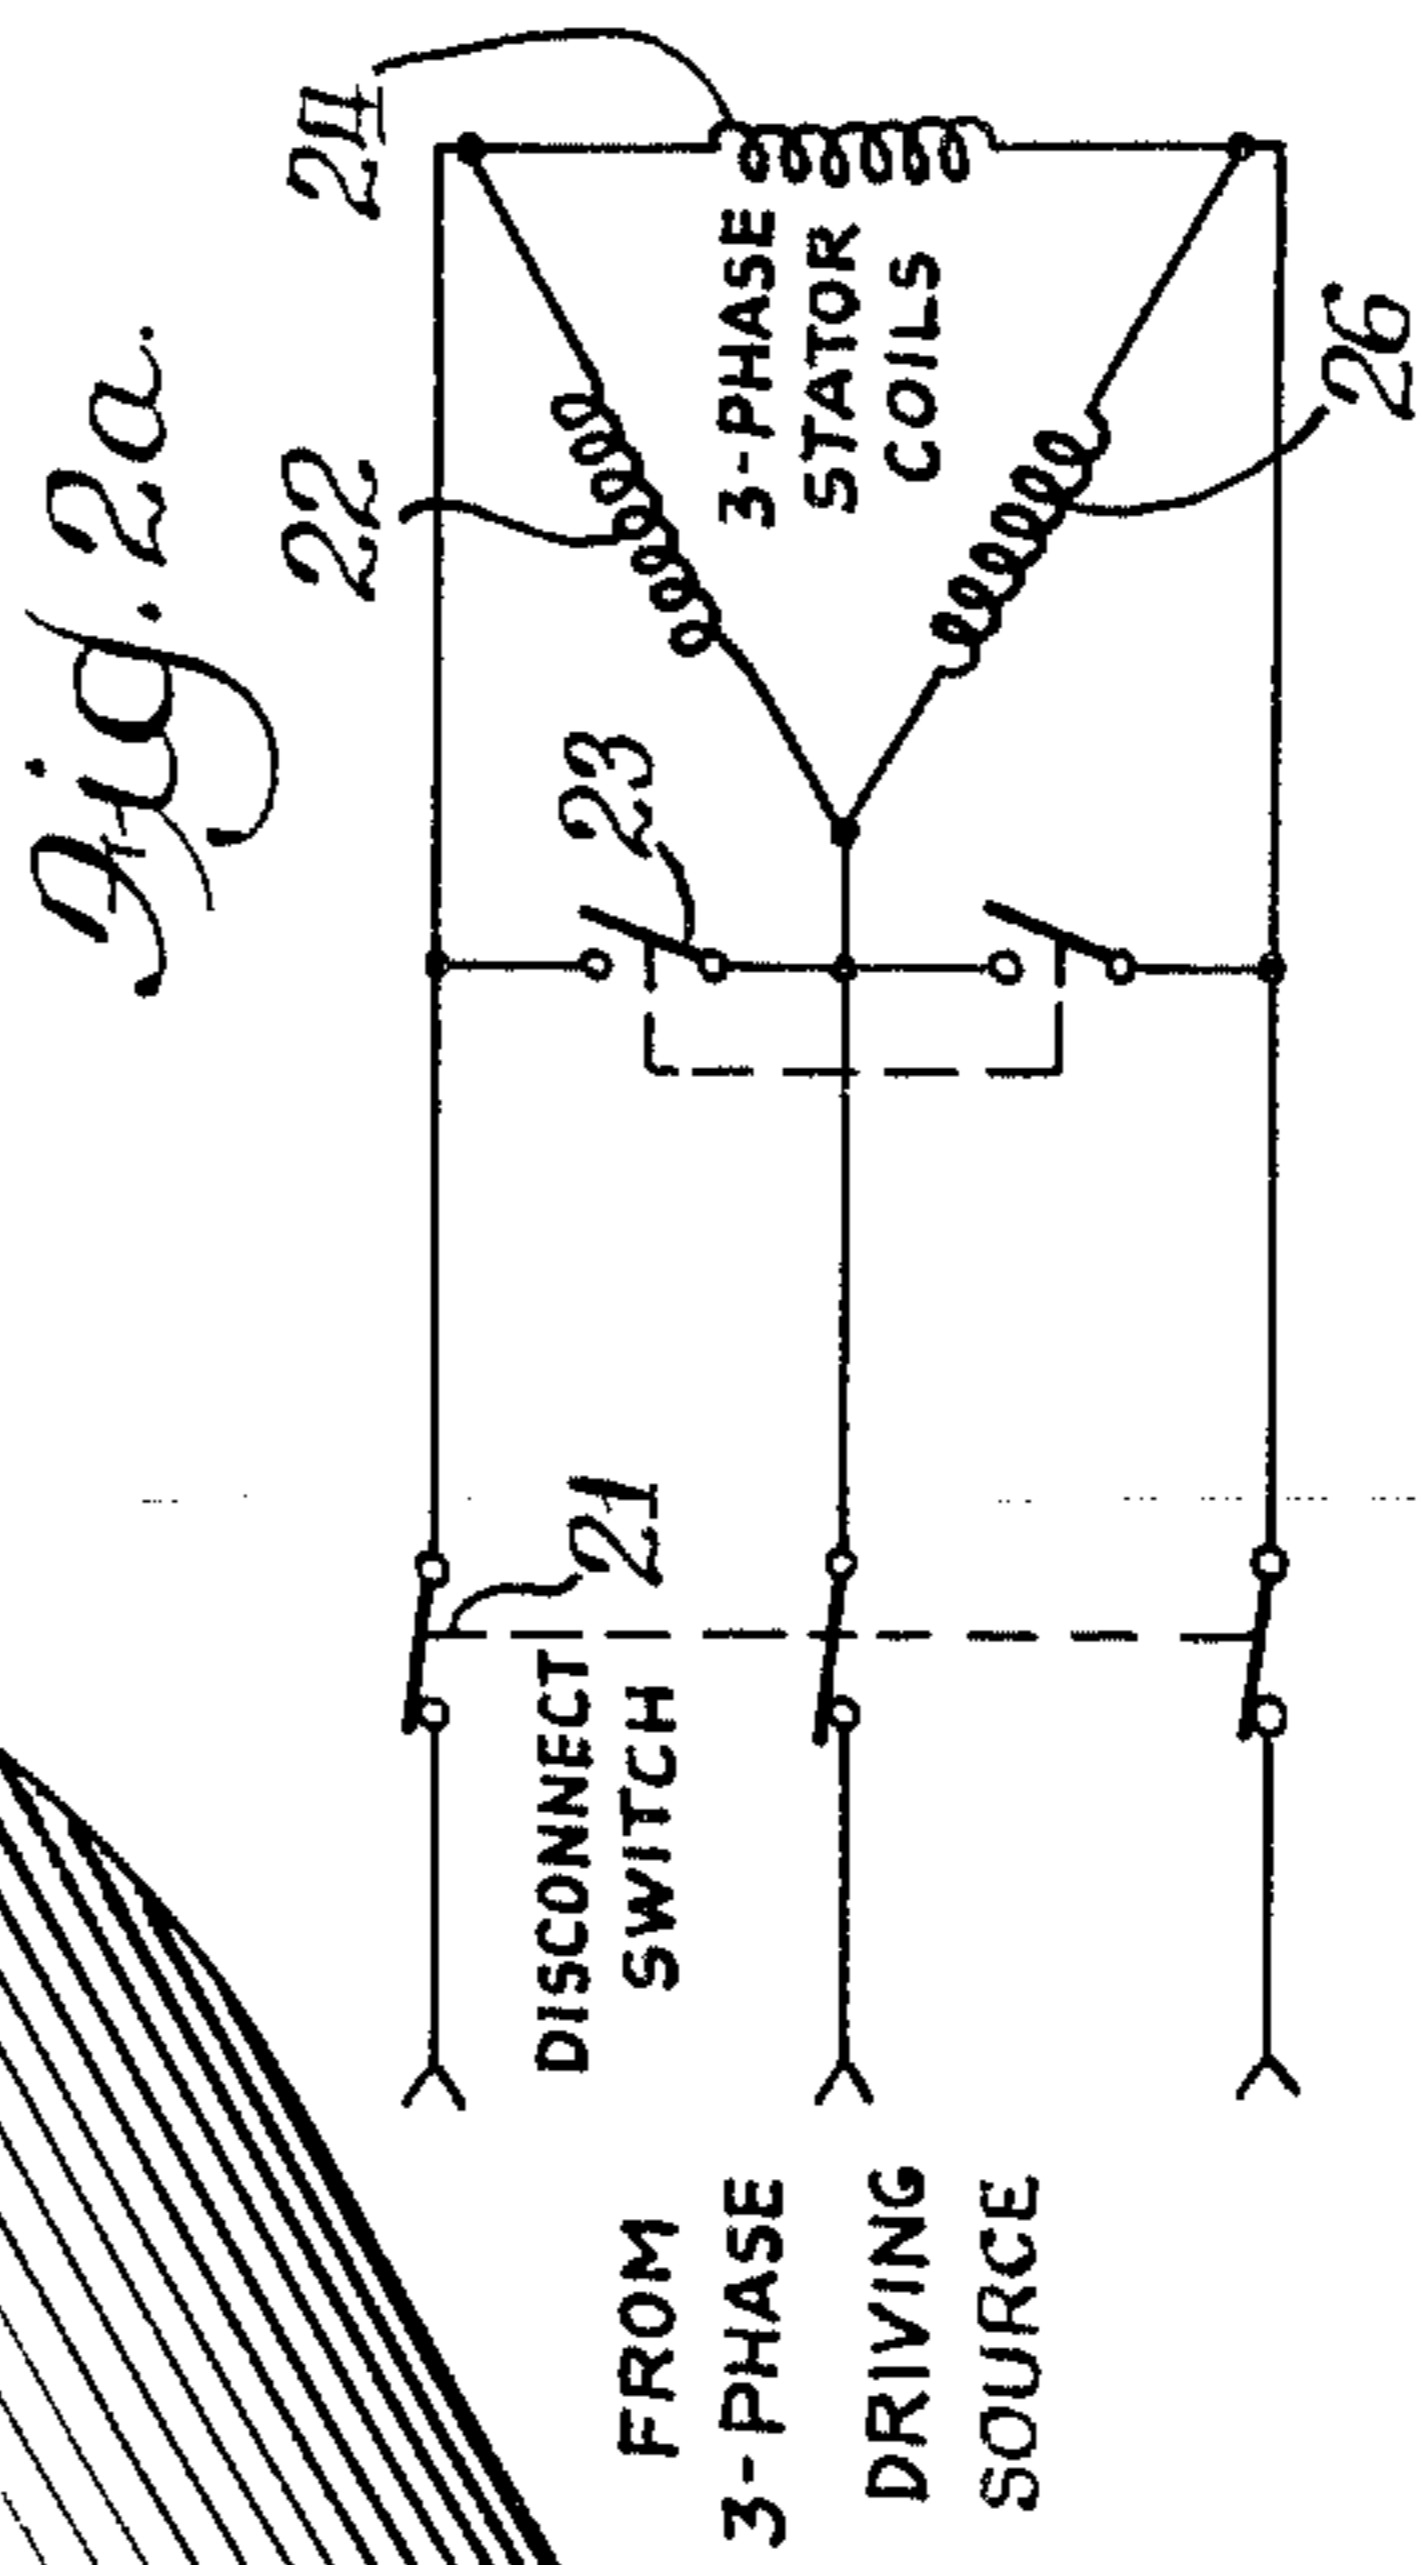 Fig. 2a.
24
22
3-PHASE
STATOR
COILS
26
23
21
DISCONNECT
SWITCH
FROM
3-PHASE
DRIVING
SOURCE